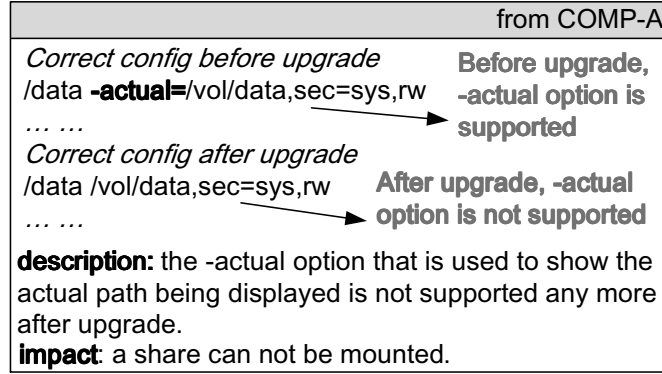 from COMP-A
Correct config before upgrade
/data -actual=/vol/data,sec=sys,rw
… …
Before upgrade,
-actual option is
supported
Correct config after upgrade
/data /vol/data,sec=sys,rw
… …
After upgrade, -actual
option is not supported
description: the -actual option that is used to show the
actual path being displayed is not supported any more
after upgrade.
impact: a share can not be mounted.